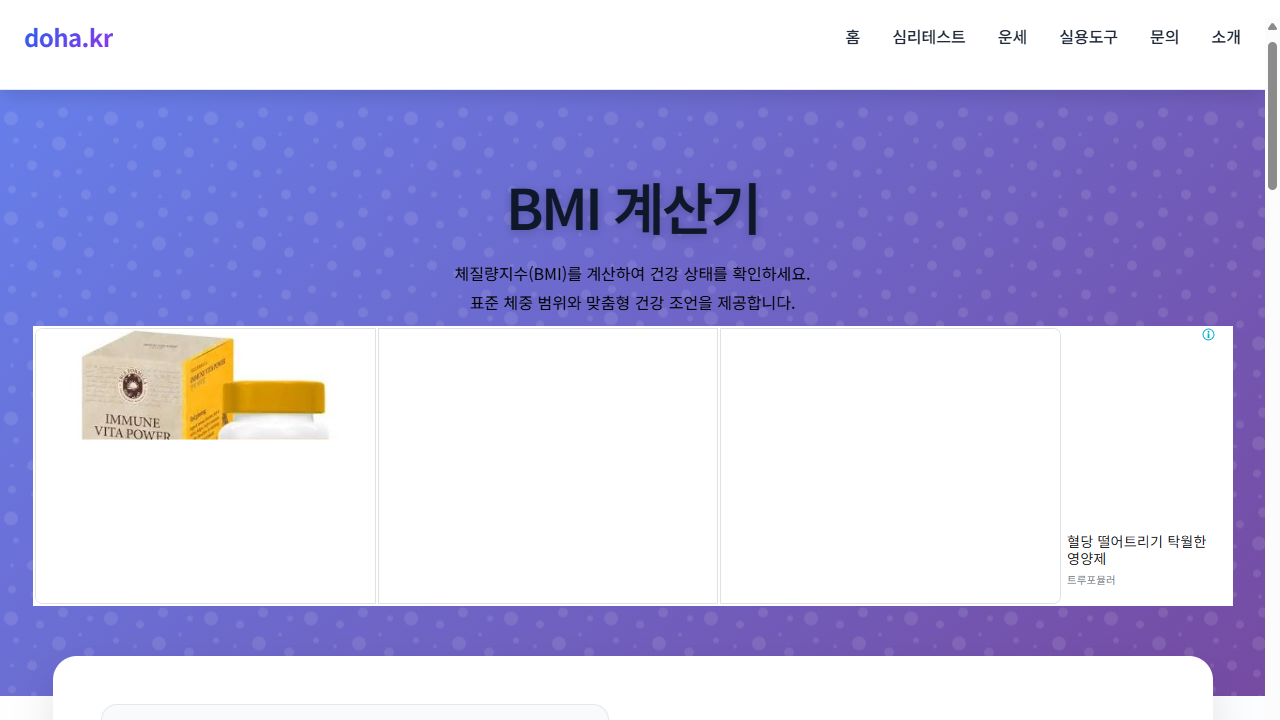 doha.kr
홈
심리테스트
운세
실용도구
문의
소개
BMI 계산기
체질량지수(BMI)를 계산하여 건강 상태를 확인하세요.
표준 체중 범위와 맞춤형 건강 조언을 제공합니다.
IMMUNE
VITA POWER
혈당 떨어트리기 탁월한
영양제
트루포뮬러